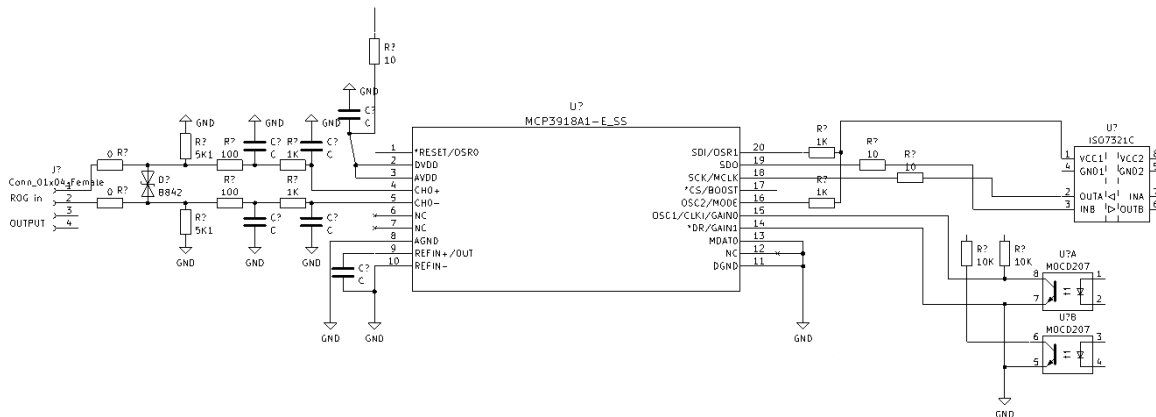 R?
10
GND
C?
C
U?
MCP3918A1-E_SS
GND
GND
GND
J?
Conn_01x04_Female
ROG in
OUTPUT
1
2
3
4
0 R?
0 R?
D?
B842
R?
5K1
R?
5K1
R?
100
R?
100
C?
C
C?
C
R?
1K
R?
1K
C?
C
C?
C
GND
GND
GND
1 *RESET/OSR0
2 DVDD
3 AVDD
4 CH0+
5 CH0-
6 NC
7 NC
8 AGND
9 REFIN+/OUT
10 REFIN-
SDI/OSR1 20
SDO 19
SCK/MCLK 18
*CS/BOOST 17
OSC2/MODE 16
OSC1/CLKI/GAIN0 15
*DR/GAIN1 14
MDAT0 13
NC 12
DGND 11
C?
C
GND
GND
GND
R?
1K
R?
1K
R?
10
R?
10
U?
ISO7321C
1 VCC1
4 GND1
2 OUTA
3 INB
VCC2
GND2
INA
OUTB
R?
10K
R?
10K
U?A
MOCD207
8
7
1
2
U?B
MOCD207
6
5
3
4
GND